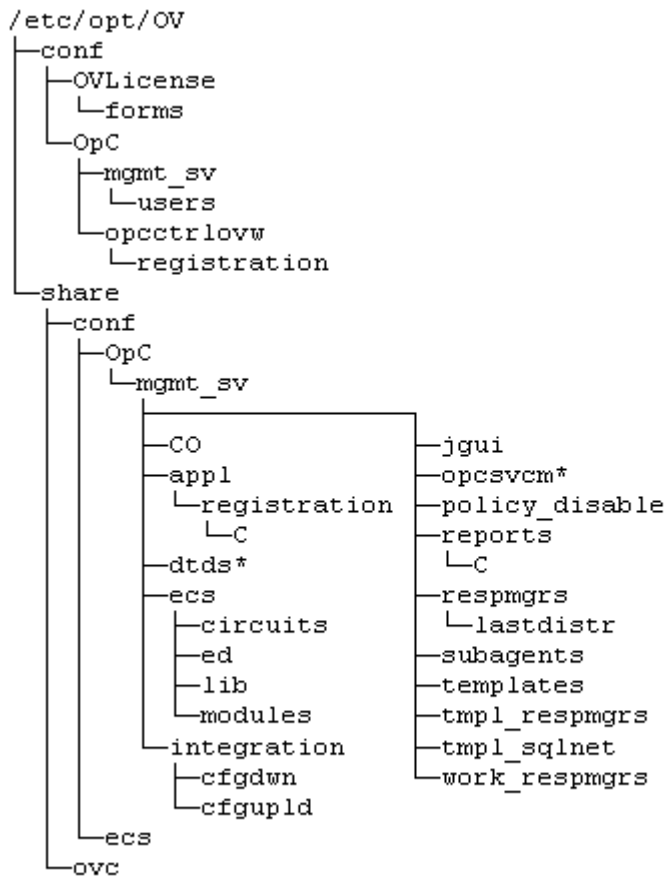 /etc/opt/OV
conf
OVLicense
forms
OpC
mgmt_sv
users
opcctrlovw
registration
share
conf
OpC
mgmt_sv
CO
appl
registration
C
dtds*
ecs
circuits
ed
lib
modules
integration
cfgdwn
cfgupld
jgui
opcsvcm*
policy_disable
reports
C
respmgrs
lastdistr
subagents
templates
tmpl_respmgrs
tmpl_sqlnet
work_respmgrs
ecs
ovc